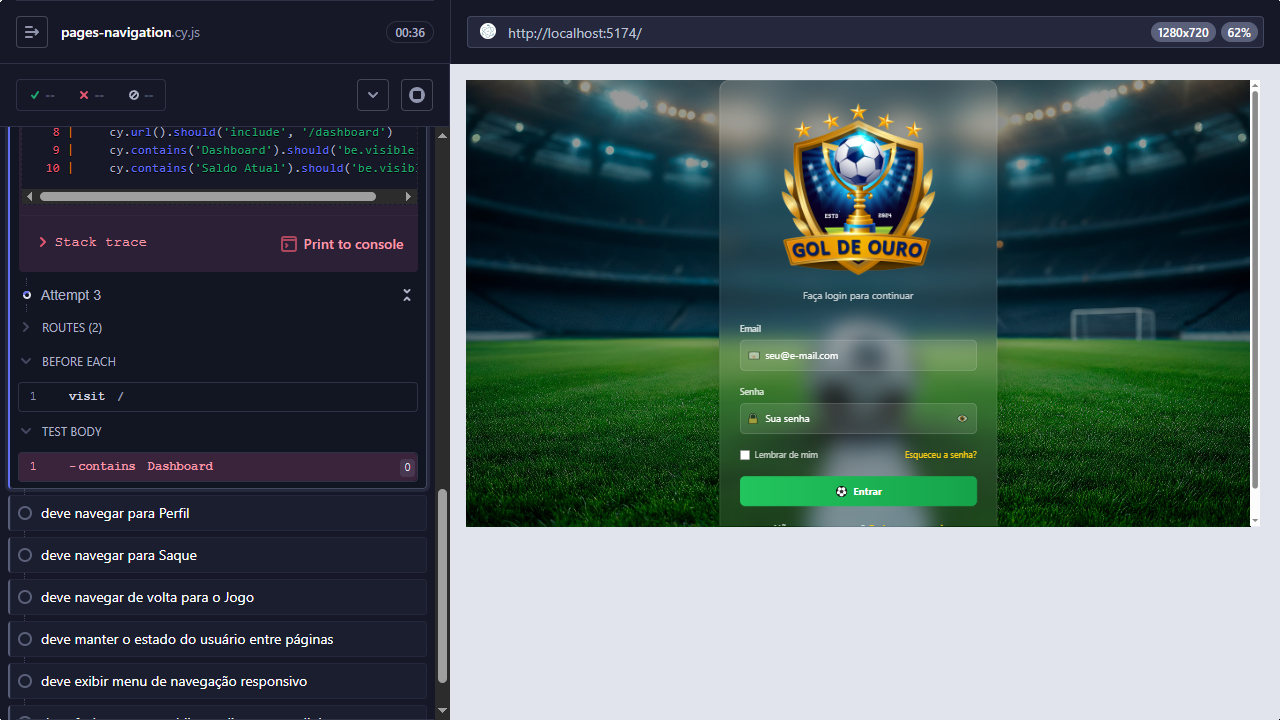 pages-navigation.cy.js
00:36
--
--
--
8 | cy.url().should('include', '/dashboard')
9 | cy.contains('Dashboard').should('be.visible
10 | cy.contains('Saldo Atual').should('be.visibl
Stack trace
Print to console
Attempt 3
ROUTES (2)
BEFORE EACH
1 visit /
TEST BODY
1 -contains Dashboard 0
deve navegar para Perfil
deve navegar para Saque
deve navegar de volta para o Jogo
deve manter o estado do usuário entre páginas
deve exibir menu de navegação responsivo
http://localhost:5174/
1280x720
62%
ESTD 2024
GOL DE OURO
Faça login para continuar
Email
seu@e-mail.com
Senha
Sua senha
Lembrar de mim
Esqueceu a senha?
Entrar